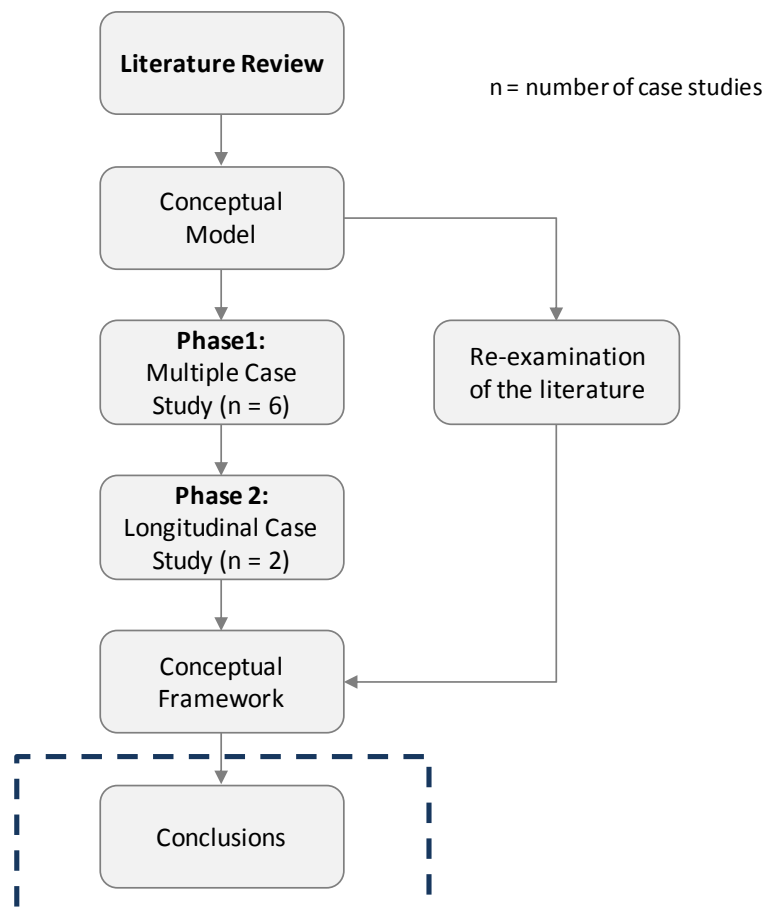 Literature Review
n = number of case studies
Conceptual
Model
Phase1:
Multiple Case
Study (n = 6)
Re-examination
of the literature
Phase 2:
Longitudinal Case
Study (n = 2)
Conceptual
Framework
Conclusions